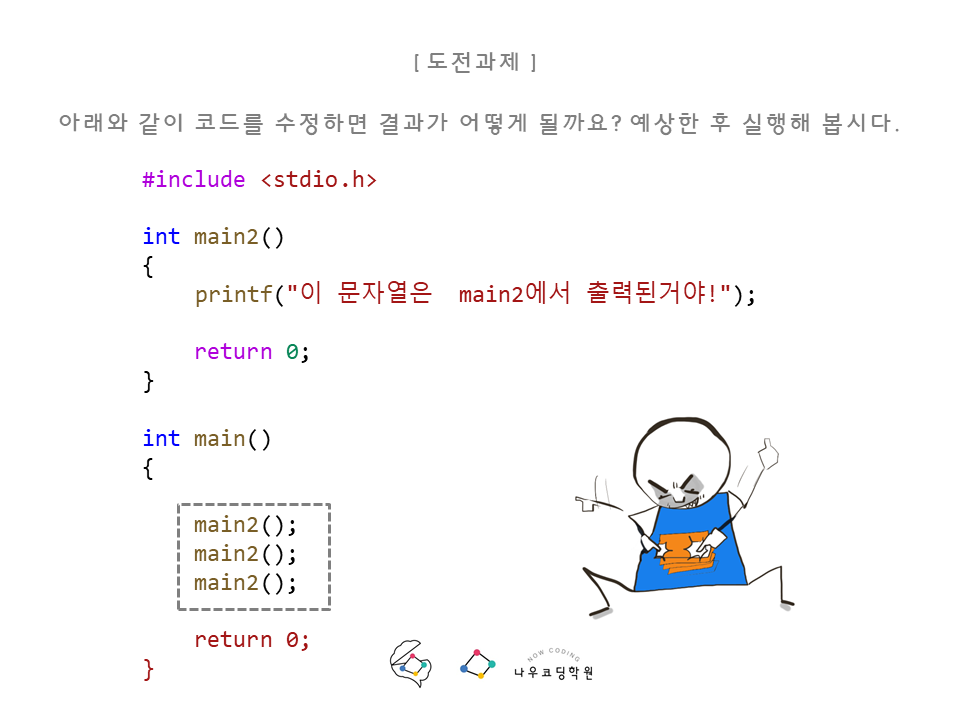 [ 도전과제 ]
아래와 같이 코드를 수정하면 결과가 어떻게 될까요? 예상한 후 실행해 봅시다.
#include <stdio.h>
int main2()
{
printf("이 문자열은  main2에서 출력된거야!");
return 0;
}
int main()
{
main2();
main2();
main2();
return 0;
}
NOW CODING
나우코딩학원